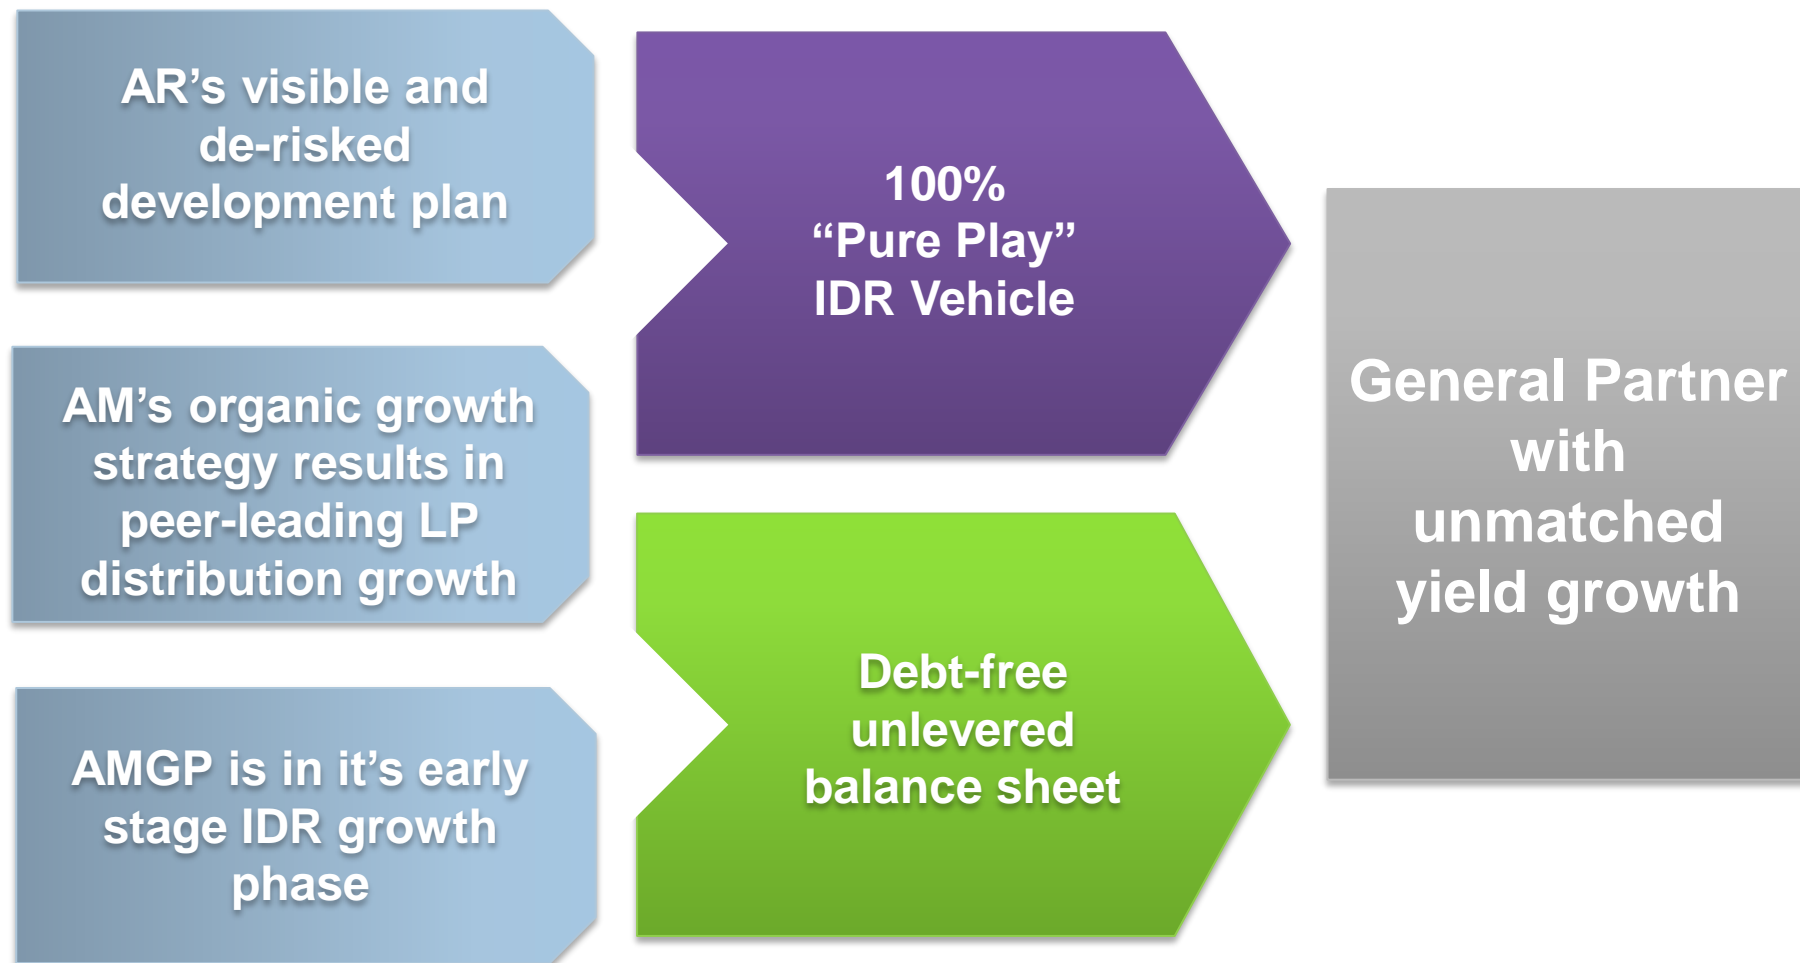 AR’s visible and
de-risked
development plan
AM’s organic growth
strategy results in
peer-leading LP
distribution growth
AMGP is in it’s early
stage IDR growth
phase
100%
“Pure Play”
IDR Vehicle
Debt-free
unlevered
balance sheet
General Partner
with
unmatched
yield growth